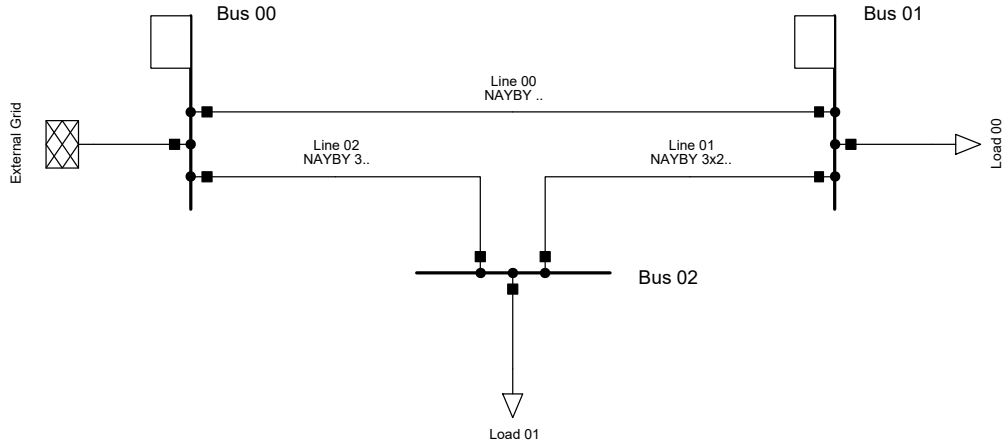 Bus 00
Bus 01
Line 00
NAYBY ..
External Grid
Line 02
NAYBY 3..
Line 01
NAYBY 3x2..
Load 00
Bus 02
Load 01